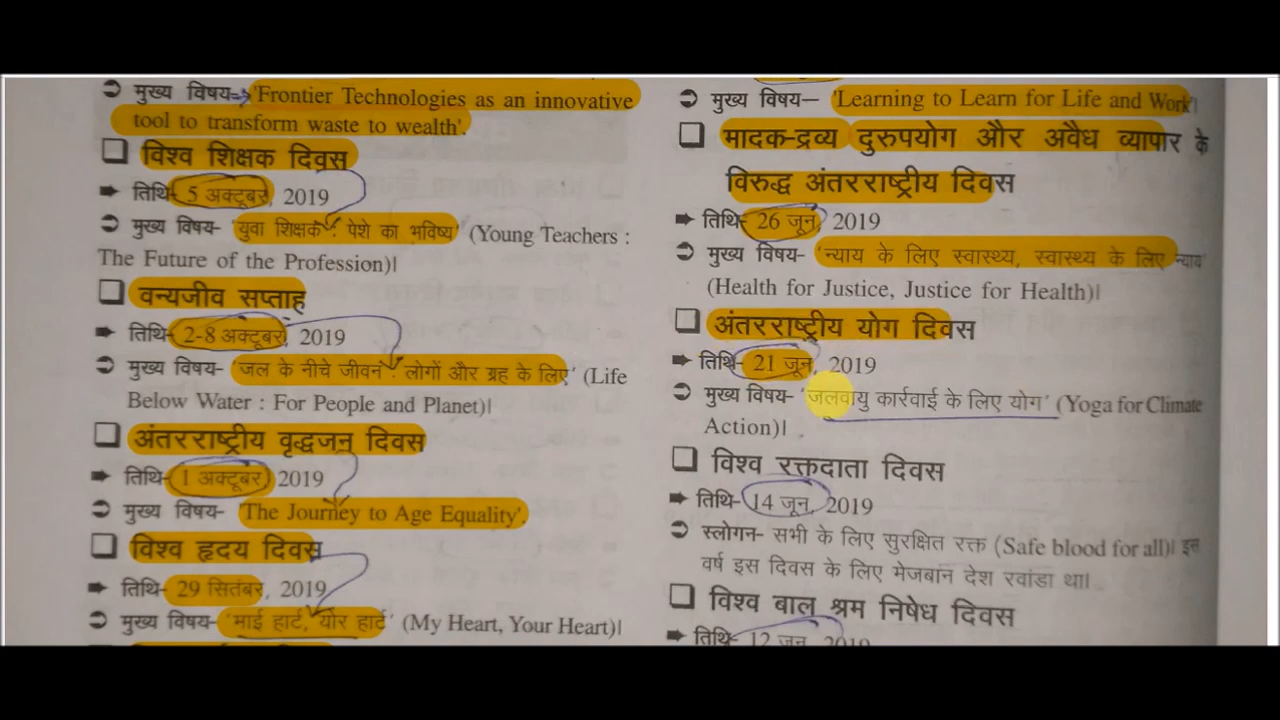 मुख्य विषय- 'Frontier Technologies as an innovative
tool to transform waste to wealth'.
विश्व शिक्षक दिवस
तिथि- 5 अक्टूबर, 2019
मुख्य विषय- 'युवा शिक्षक : पेशे का भविष्य' (Young Teachers :
The Future of the Profession)।
वन्यजीव सप्ताह
तिथि- 2-8 अक्टूबर, 2019
मुख्य विषय- 'जल के नीचे जीवन : लोगों और ग्रह के लिए' (Life
Below Water : For People and Planet)।
अंतरराष्ट्रीय वृद्धजन दिवस
तिथि- 1 अक्टूबर, 2019
मुख्य विषय- 'The Journey to Age Equality'.
विश्व हृदय दिवस
तिथि- 29 सितंबर, 2019
मुख्य विषय- 'माई हार्ट, योर हार्ट' (My Heart, Your Heart)।
मुख्य विषय– 'Learning to Learn for Life and Work'।
मादक-द्रव्य दुरुपयोग और अवैध व्यापार के
विरुद्ध अंतरराष्ट्रीय दिवस
तिथि- 26 जून, 2019
मुख्य विषय- 'न्याय के लिए स्वास्थ्य, स्वास्थ्य के लिए न्याय'
(Health for Justice, Justice for Health)।
अंतरराष्ट्रीय योग दिवस
तिथि- 21 जून, 2019
मुख्य विषय- 'जलवायु कार्रवाई के लिए योग' (Yoga for Climate
Action)।
विश्व रक्तदाता दिवस
तिथि- 14 जून, 2019
स्लोगन- सभी के लिए सुरक्षित रक्त (Safe blood for all)। इस
वर्ष इस दिवस के लिए मेजबान देश रवांडा था।
विश्व बाल श्रम निषेध दिवस
तिथि- 12 जून, 2019